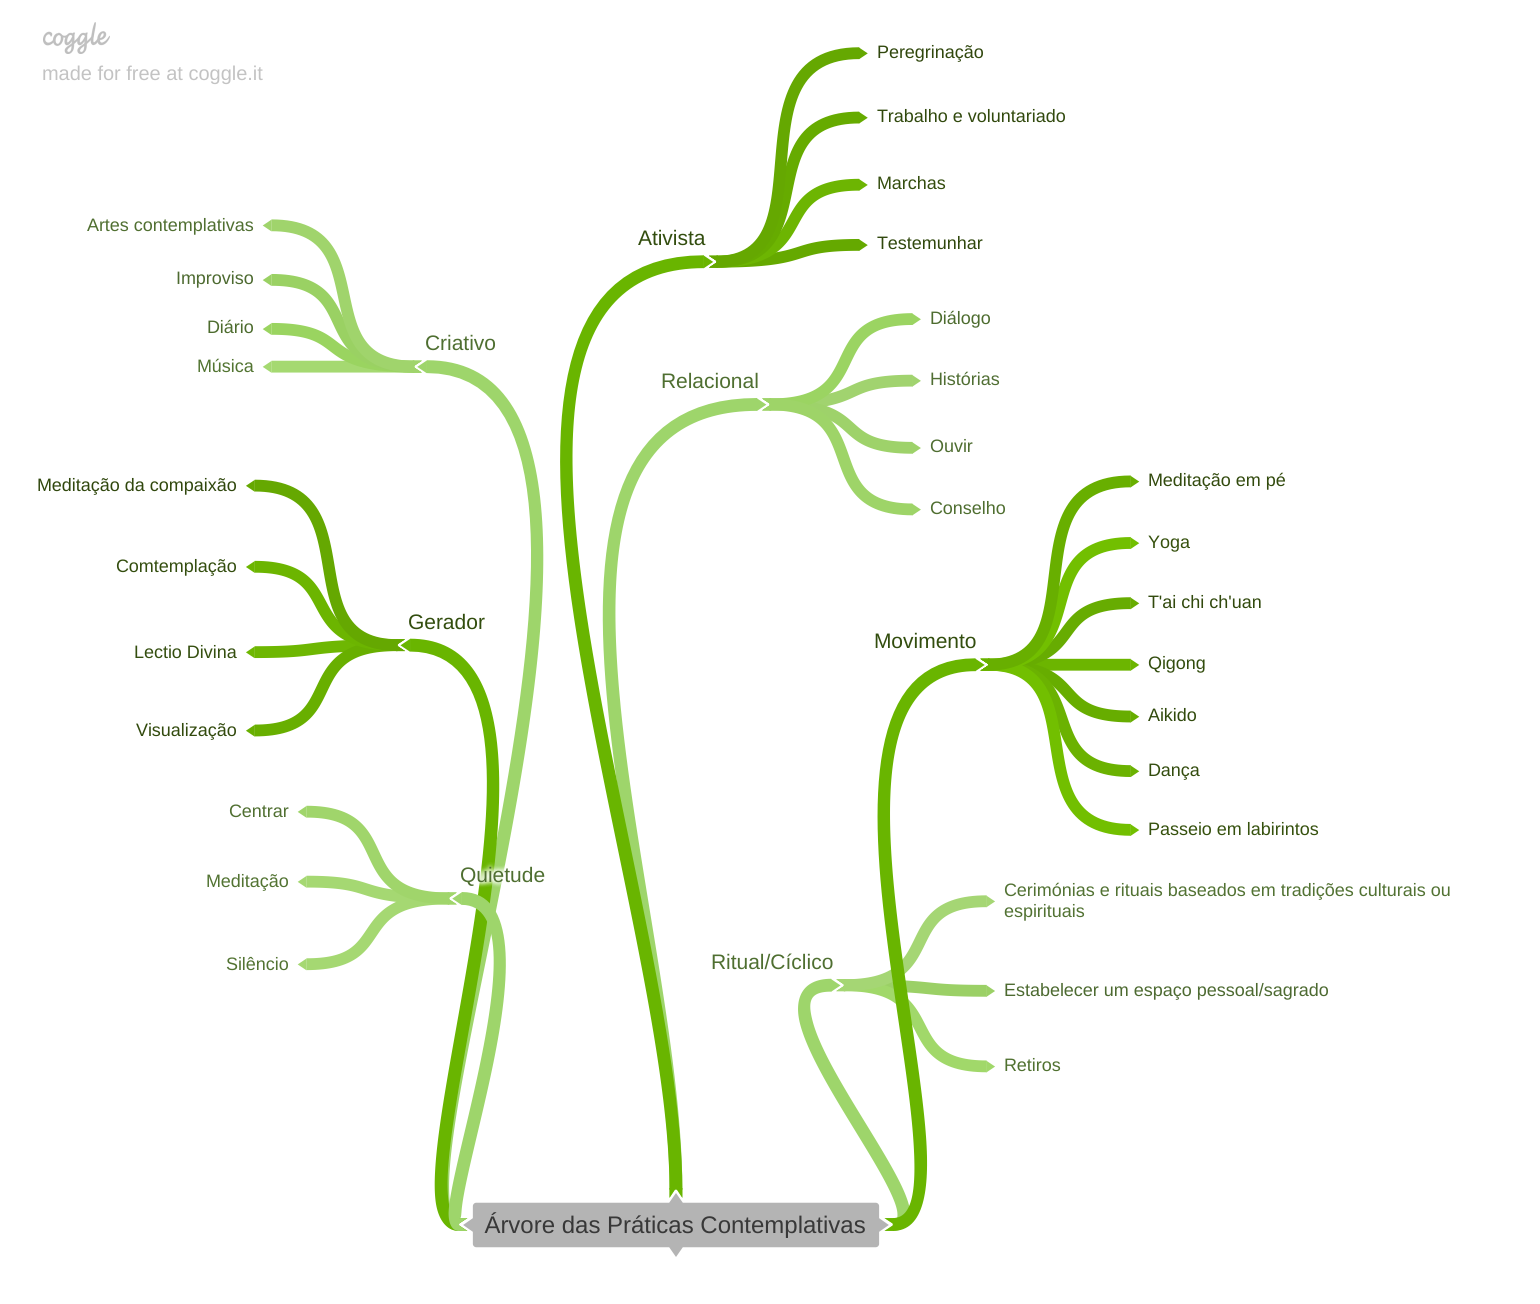 coggle
made for free at coggle.it
Peregrinação
Trabalho e voluntariado
Marchas
Testemunhar
Ativista
Artes contemplativas
Improviso
Diário
Música
Criativo
Diálogo
Histórias
Ouvir
Conselho
Relacional
Meditação da compaixão
Comtemplação
Lectio Divina
Visualização
Gerador
Meditação em pé
Yoga
T'ai chi ch'uan
Qigong
Aikido
Dança
Passeio em labirintos
Movimento
Centrar
Meditação
Silêncio
Quietude
Cerimónias e rituais baseados em tradições culturais ou
espirituais
Estabelecer um espaço pessoal/sagrado
Retiros
Ritual/Cíclico
Árvore das Práticas Contemplativas